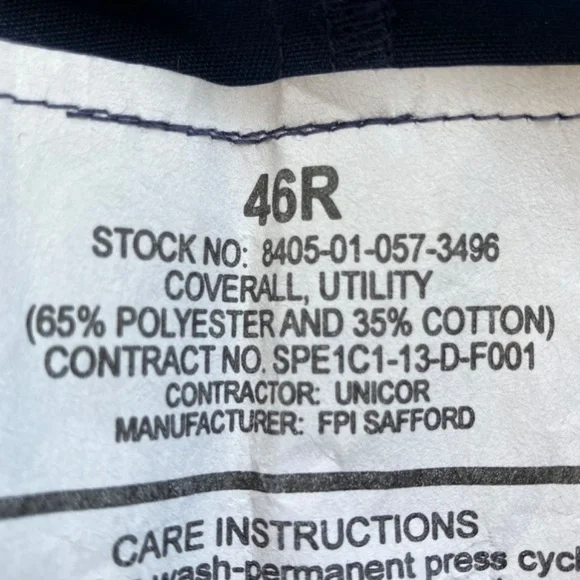 46R
STOCK NO: 8405-01-057-3496
COVERALL, UTILITY
(65% POLYESTER AND 35% COTTON)
CONTRACT NO. SPE1C1-13-D-F001
CONTRACTOR: UNICOR
MANUFACTURER: FPI SAFFORD
CARE INSTRUCTIONS
wash-permanent press cycl